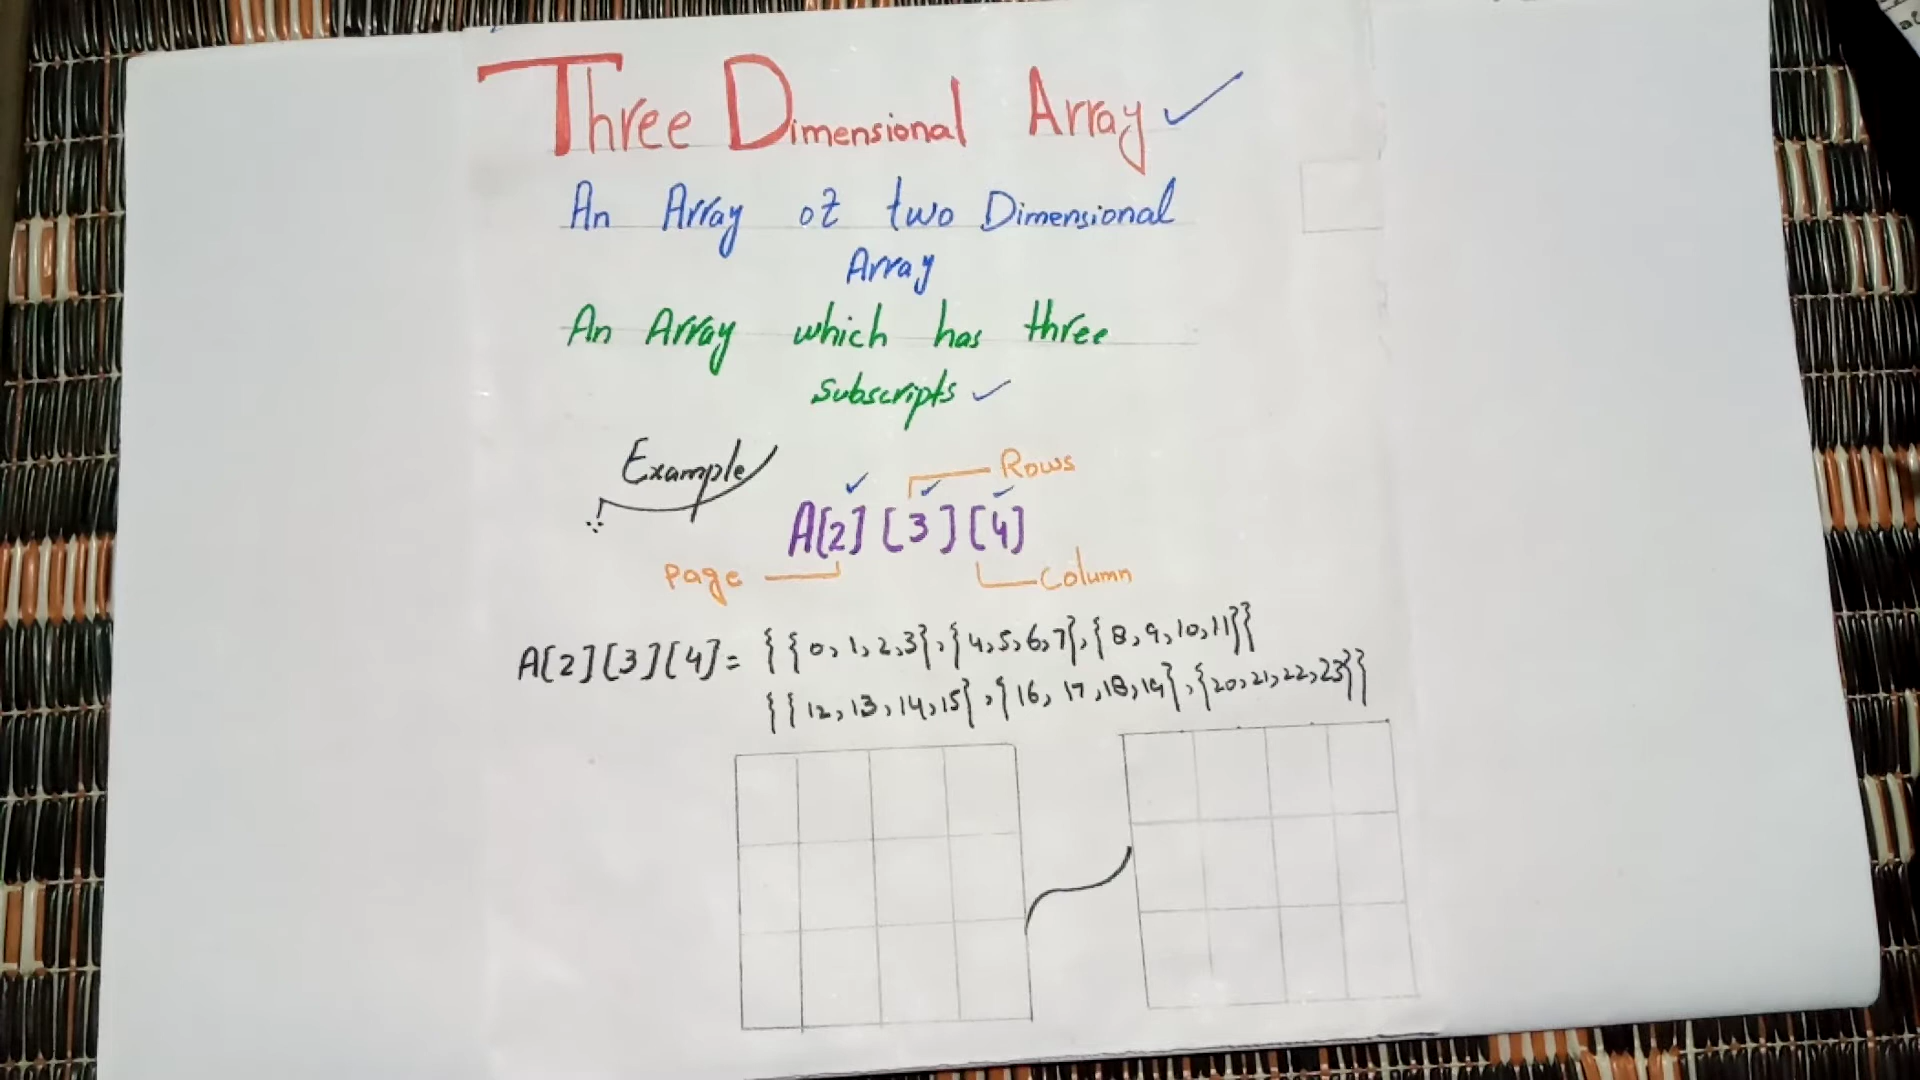 Three Dimensional Array
An Array of two Dimensional
Array
An Array which has three
Subscripts
Example
Rows
A[2][3][4]
Page
Column
A[2][3][4]= {{0,1,2,3},{4,5,6,7},{8,9,10,11}}
{{12,13,14,15},{16,17,18,19},{20,21,22,23}}